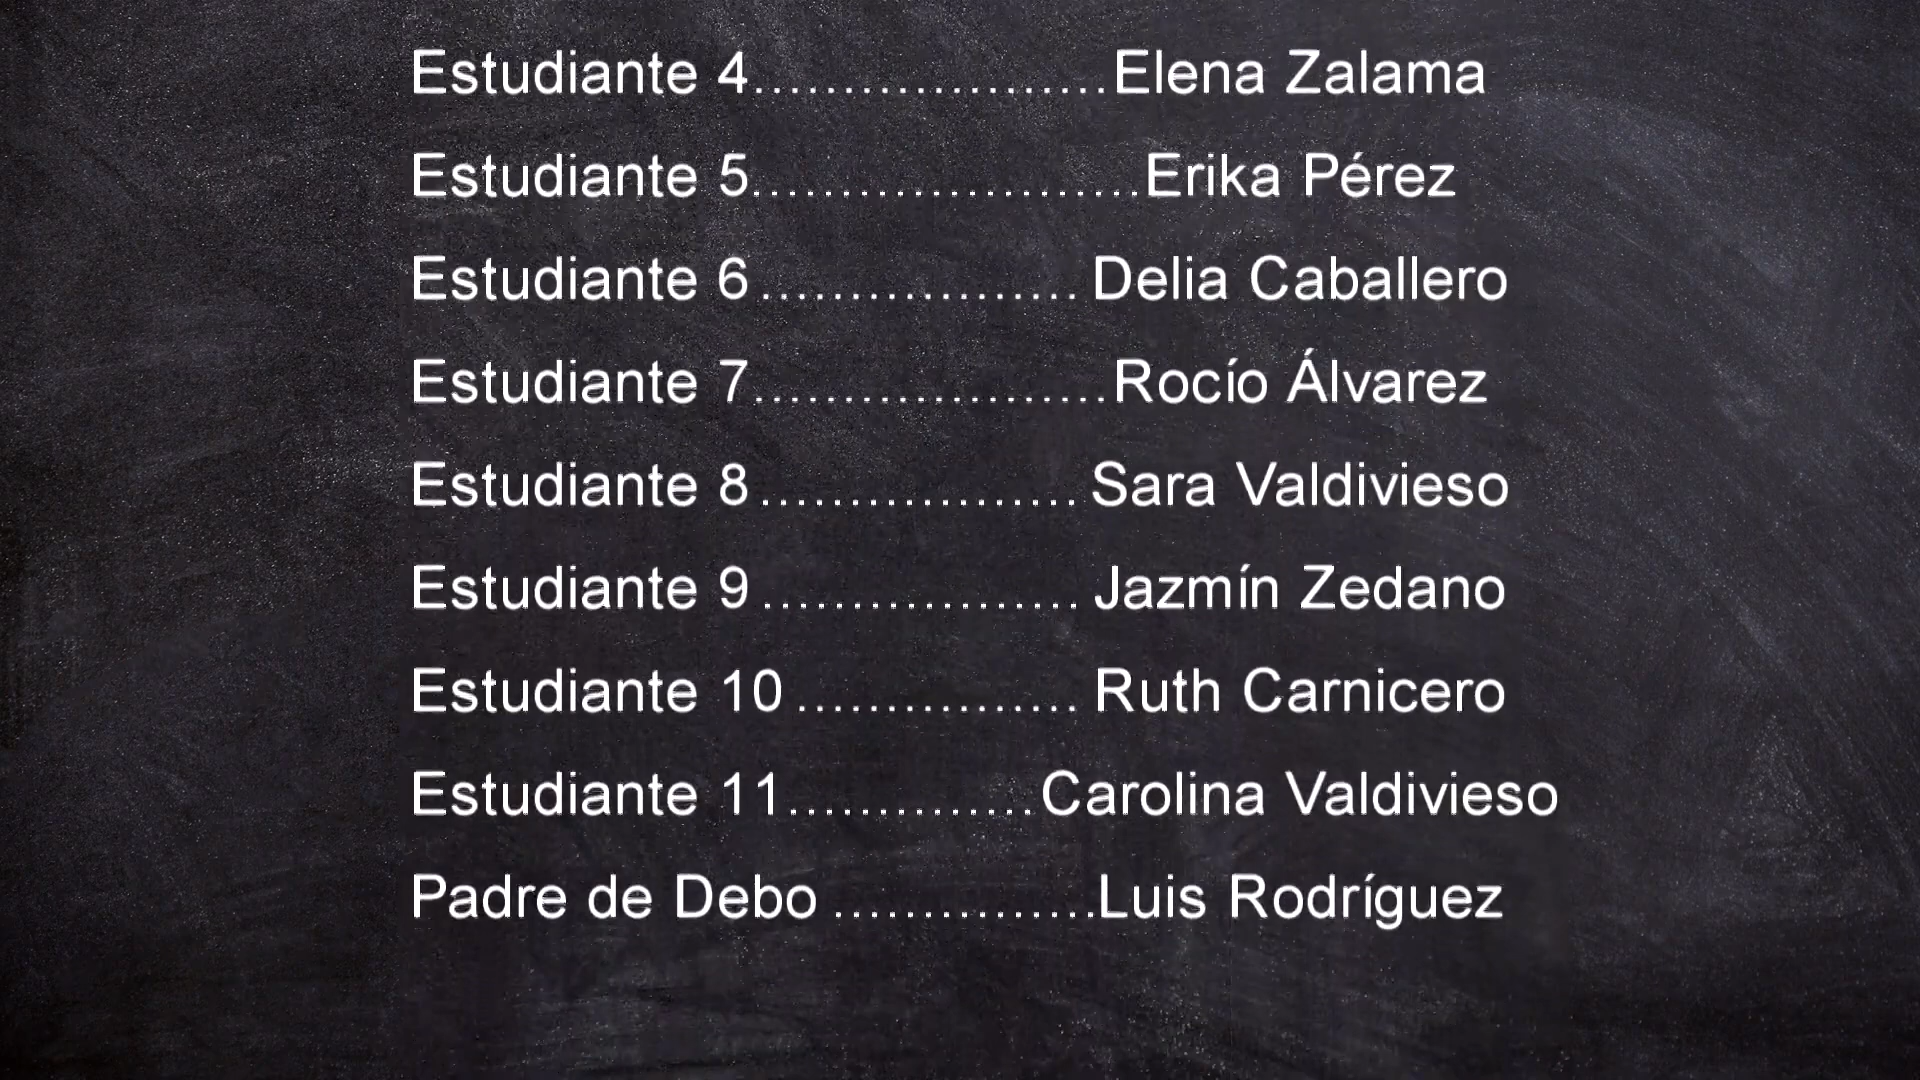 Estudiante 4....................Elena Zalama
Estudiante 5......................Erika Pérez
Estudiante 6.................. Delia Caballero
Estudiante 7....................Rocío Álvarez
Estudiante 8.................. Sara Valdivieso
Estudiante 9.................. Jazmín Zedano
Estudiante 10................ Ruth Carnicero
Estudiante 11..............Carolina Valdivieso
Padre de Debo ...............Luis Rodríguez